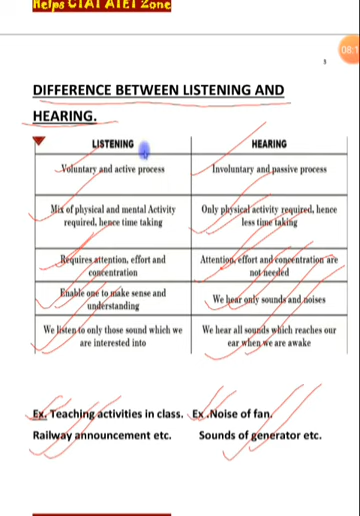 Helps CTAT ATET Zone
08:1
DIFFERENCE BETWEEN LISTENING AND
HEARING.
LISTENING
HEARING
Voluntary and active process
Involuntary and passive process
Mix of physical and mental Activity
required, hence time taking
Only physical activity required, hence
less time taking
Requires attention, effort and
concentration
Attention, effort and concentration are
not needed
Enable one to make sense and
understanding
We hear only sounds and noises
We listen to only those sound which we
are interested into
We hear all sounds which reaches our
ear when we are awake
Ex. Teaching activities in class. Ex .Noise of fan.
Railway announcement etc. Sounds of generator etc.